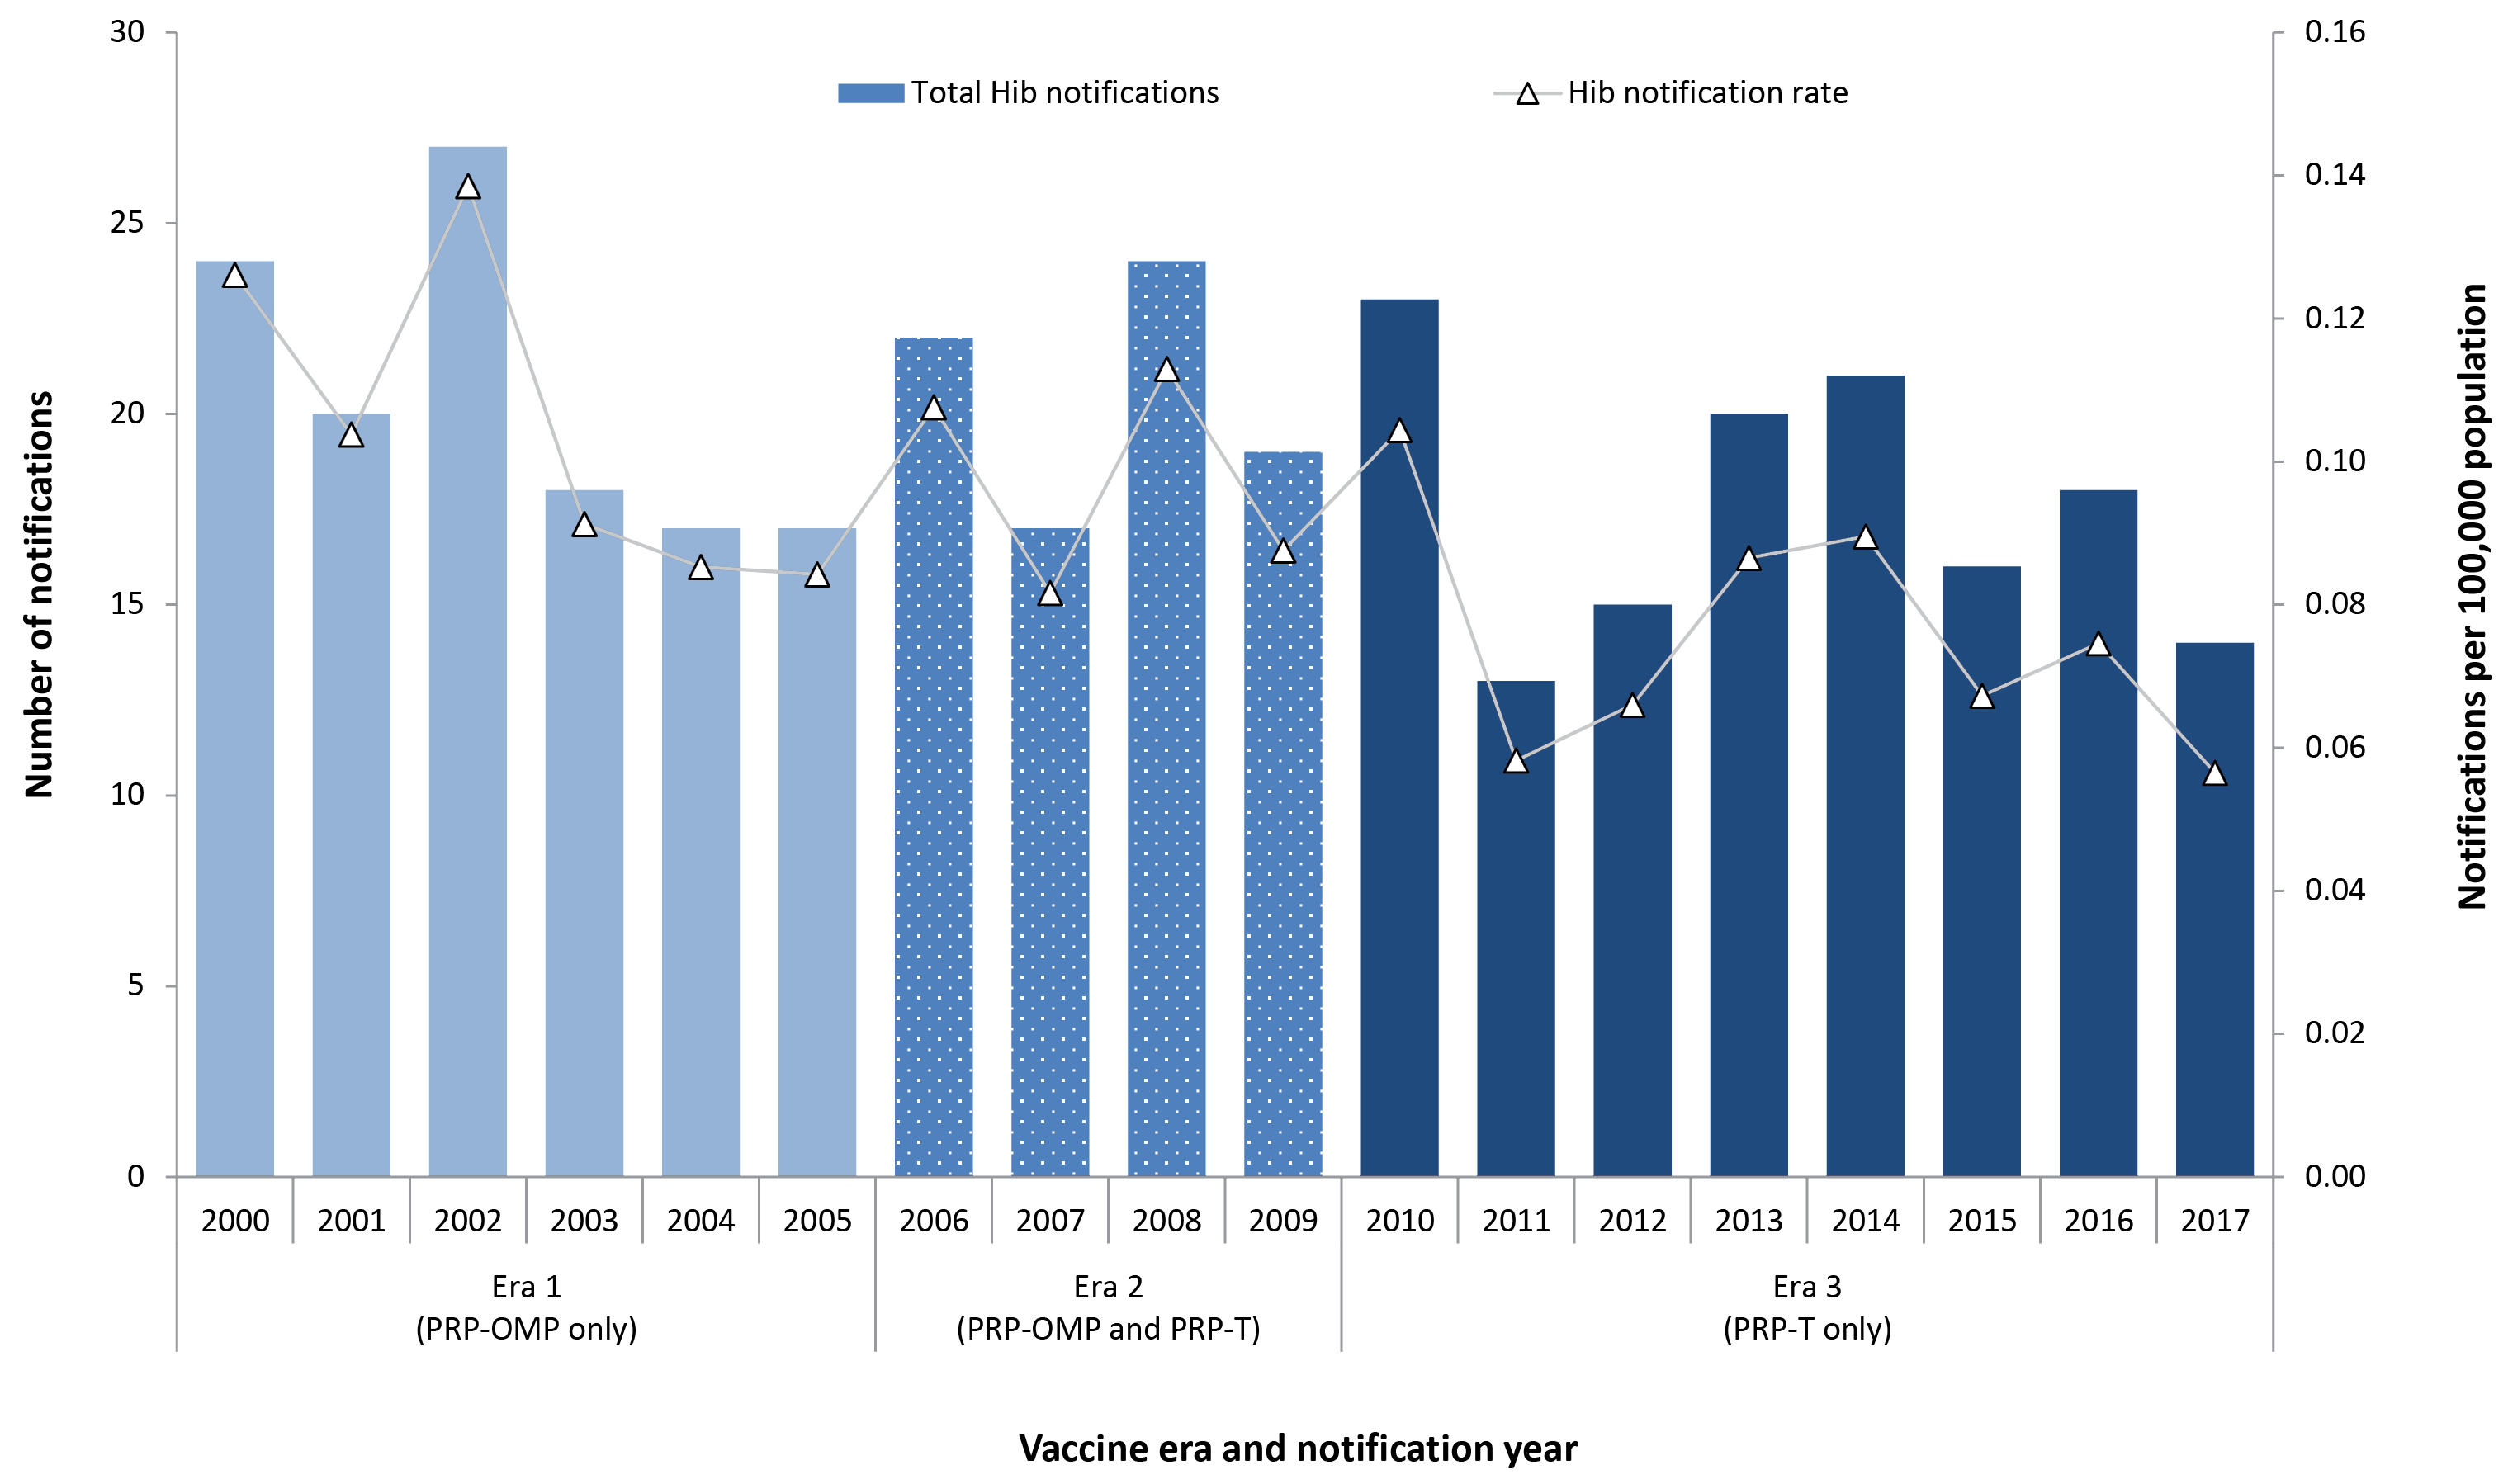 Total Hib notifications
Hib notification rate
Number of notifications
30
25
20
15
10
5
0
0.16
0.14
0.12
0.10
0.08
0.06
0.04
0.02
0.00
Notifications per 100,000 population
2000 2001 2002 2003 2004 2005 2006 2007 2008 2009 2010 2011 2012 2013 2014 2015 2016 2017
Era 1
(PRP-OMP only)
Era 2
(PRP-OMP and PRP-T)
Era 3
(PRP-T only)
Vaccine era and notification year